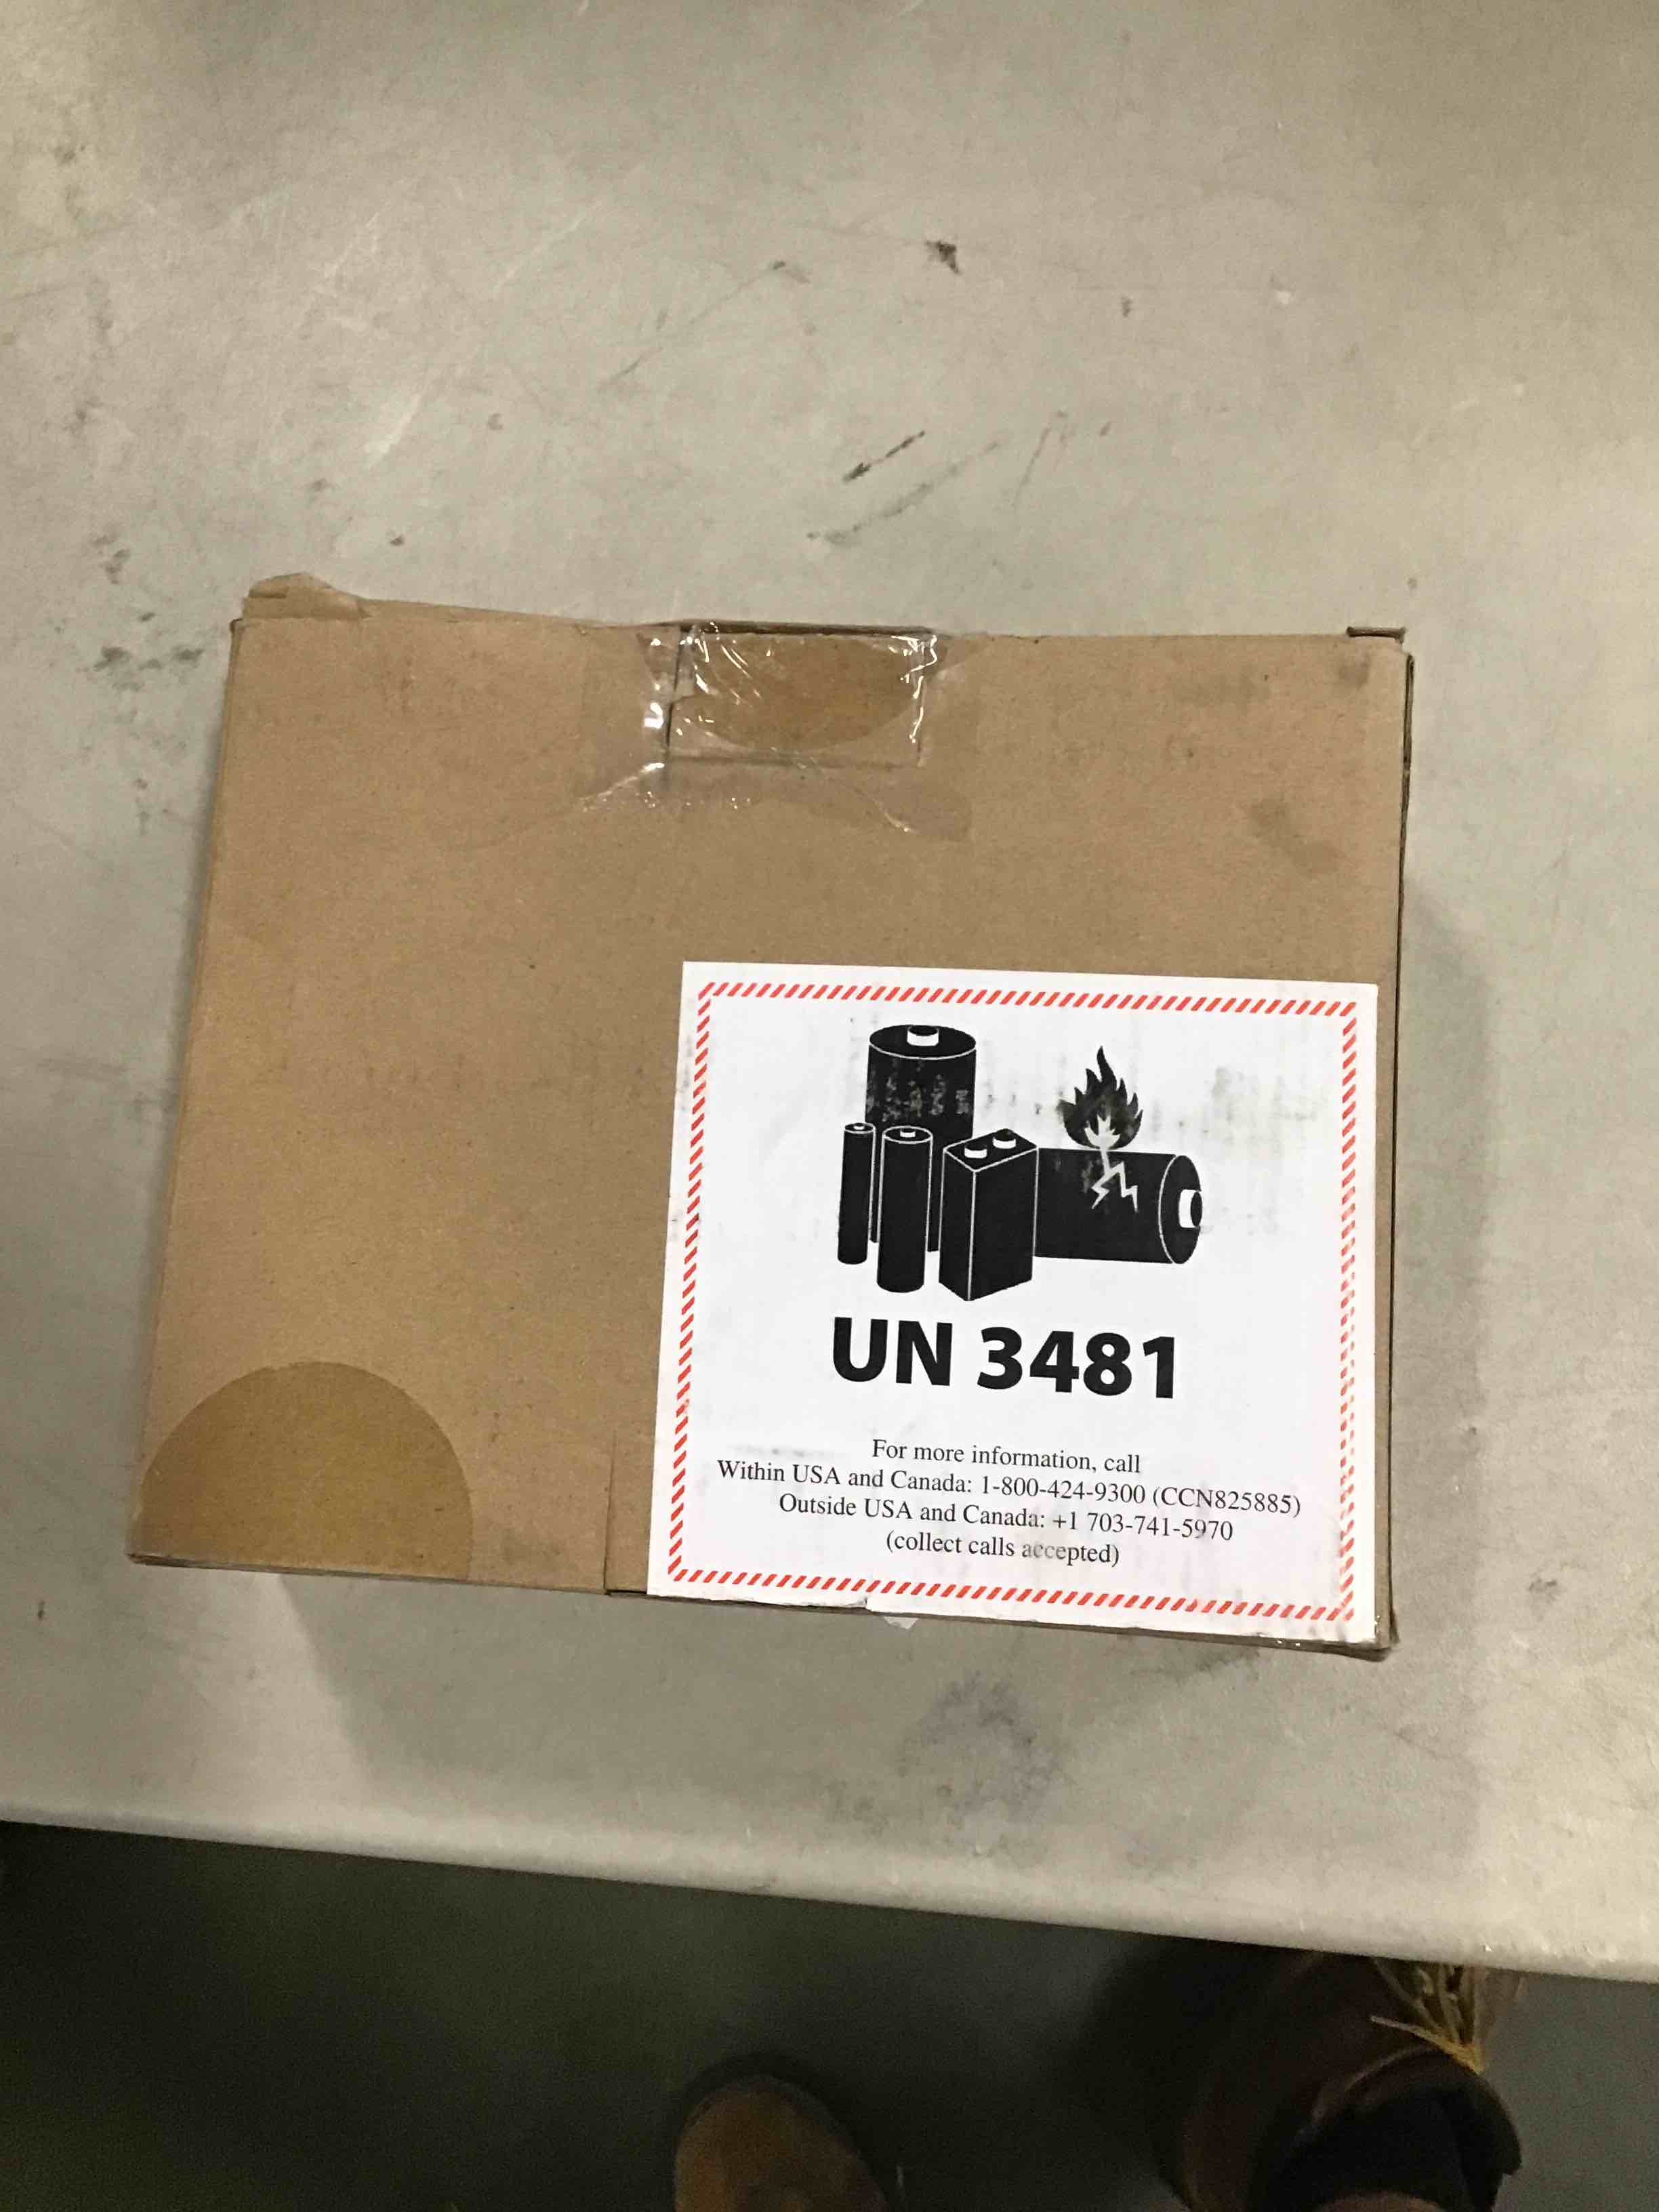 UN 3481
For more information, call
Within USA and Canada: 1-800-424-9300 (CCN825885)
Outside USA and Canada: +1 703-741-5970
(collect calls accepted)